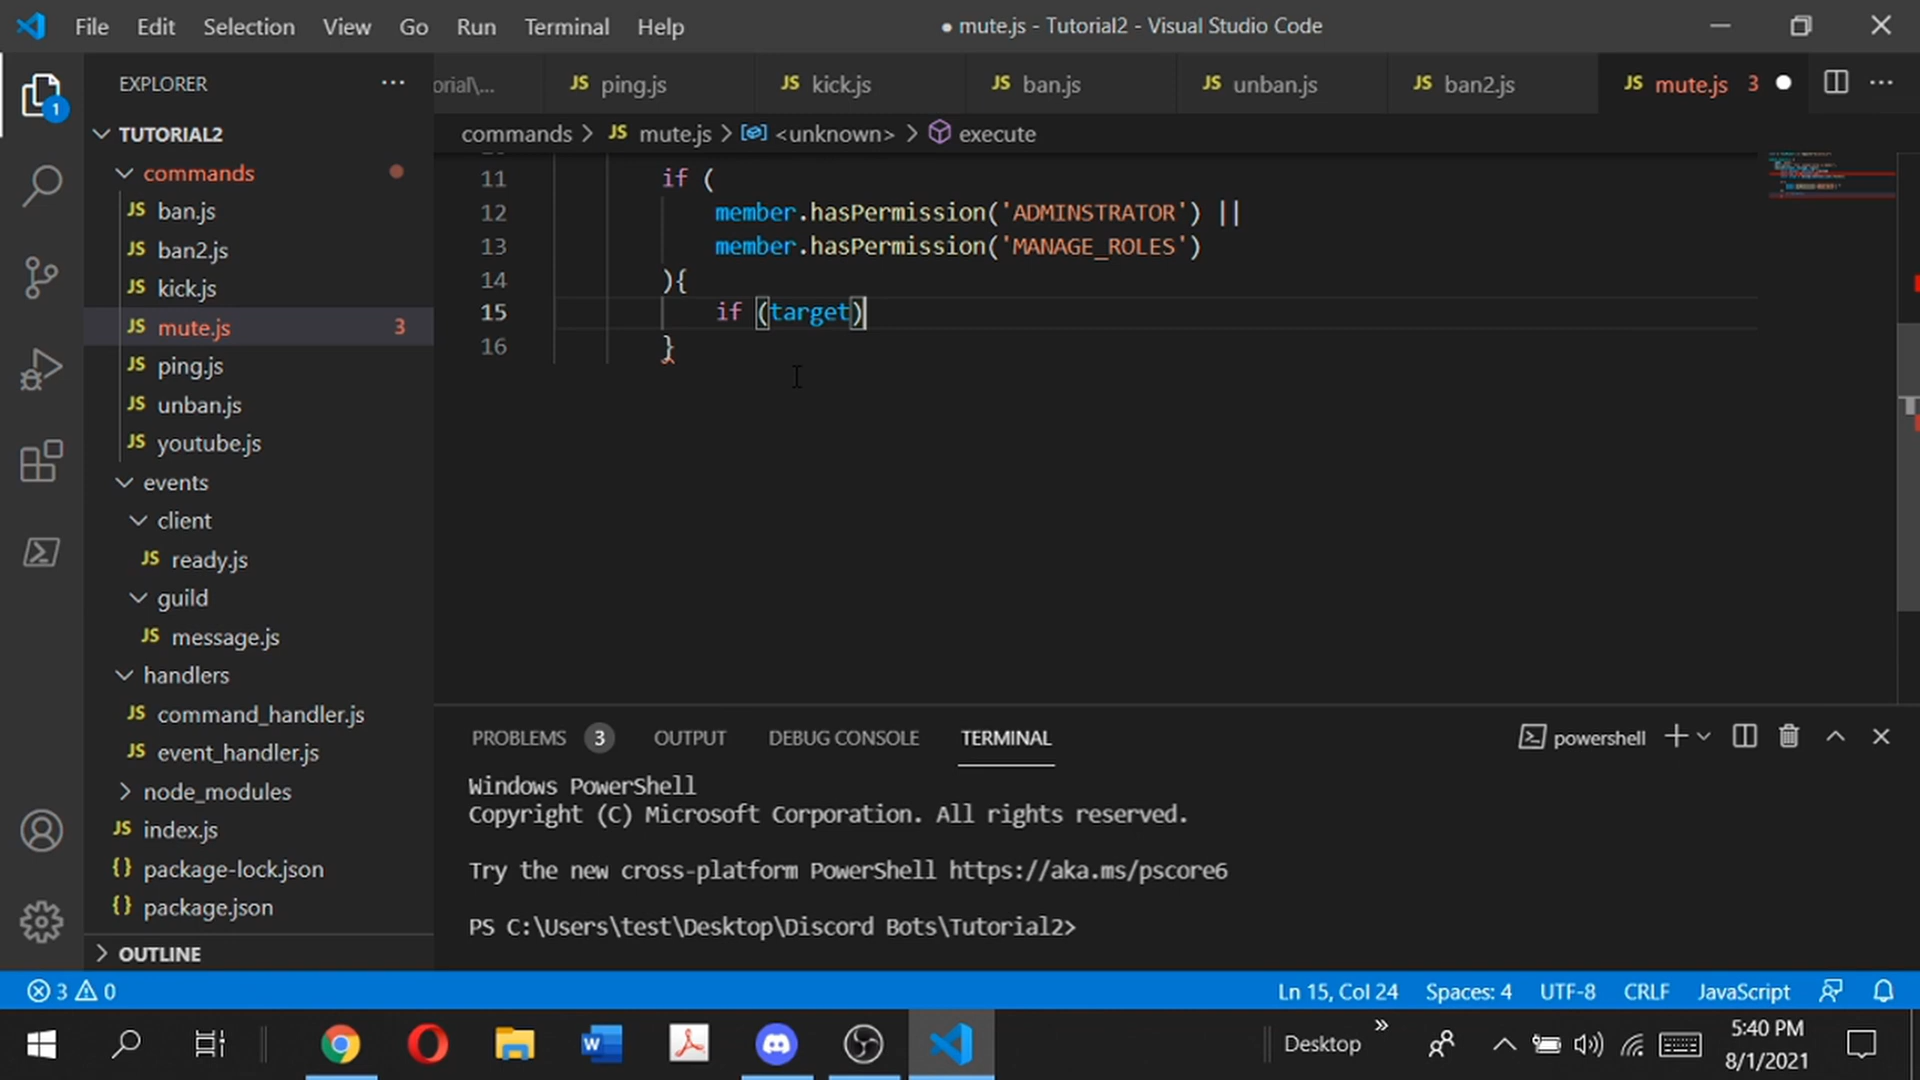 File Edit Selection View Go Run Terminal Help
● mute.js - Tutorial2 - Visual Studio Code
EXPLORER
orial\...
JS ping.js
JS kick.js
JS ban.js
JS unban.js
JS ban2.js
JS mute.js 3
1
TUTORIAL2
commands > JS mute.js > <unknown> > execute
commands
JS ban.js
JS ban2.js
JS kick.js
JS mute.js 3
JS ping.js
JS unban.js
JS youtube.js
events
client
JS ready.js
guild
JS message.js
handlers
JS command_handler.js
JS event_handler.js
node_modules
JS index.js
{} package-lock.json
{} package.json
OUTLINE
11 if (
12 member.hasPermission('ADMINSTRATOR') ||
13 member.hasPermission('MANAGE_ROLES')
14 ){
15 if (target)
16 }
PROBLEMS 3 OUTPUT DEBUG CONSOLE TERMINAL
powershell
Windows PowerShell
Copyright (C) Microsoft Corporation. All rights reserved.
Try the new cross-platform PowerShell https://aka.ms/pscore6
PS C:\Users\test\Desktop\Discord Bots\Tutorial2>
3 0
Ln 15, Col 24 Spaces: 4 UTF-8 CRLF JavaScript
Desktop
5:40 PM
8/1/2021